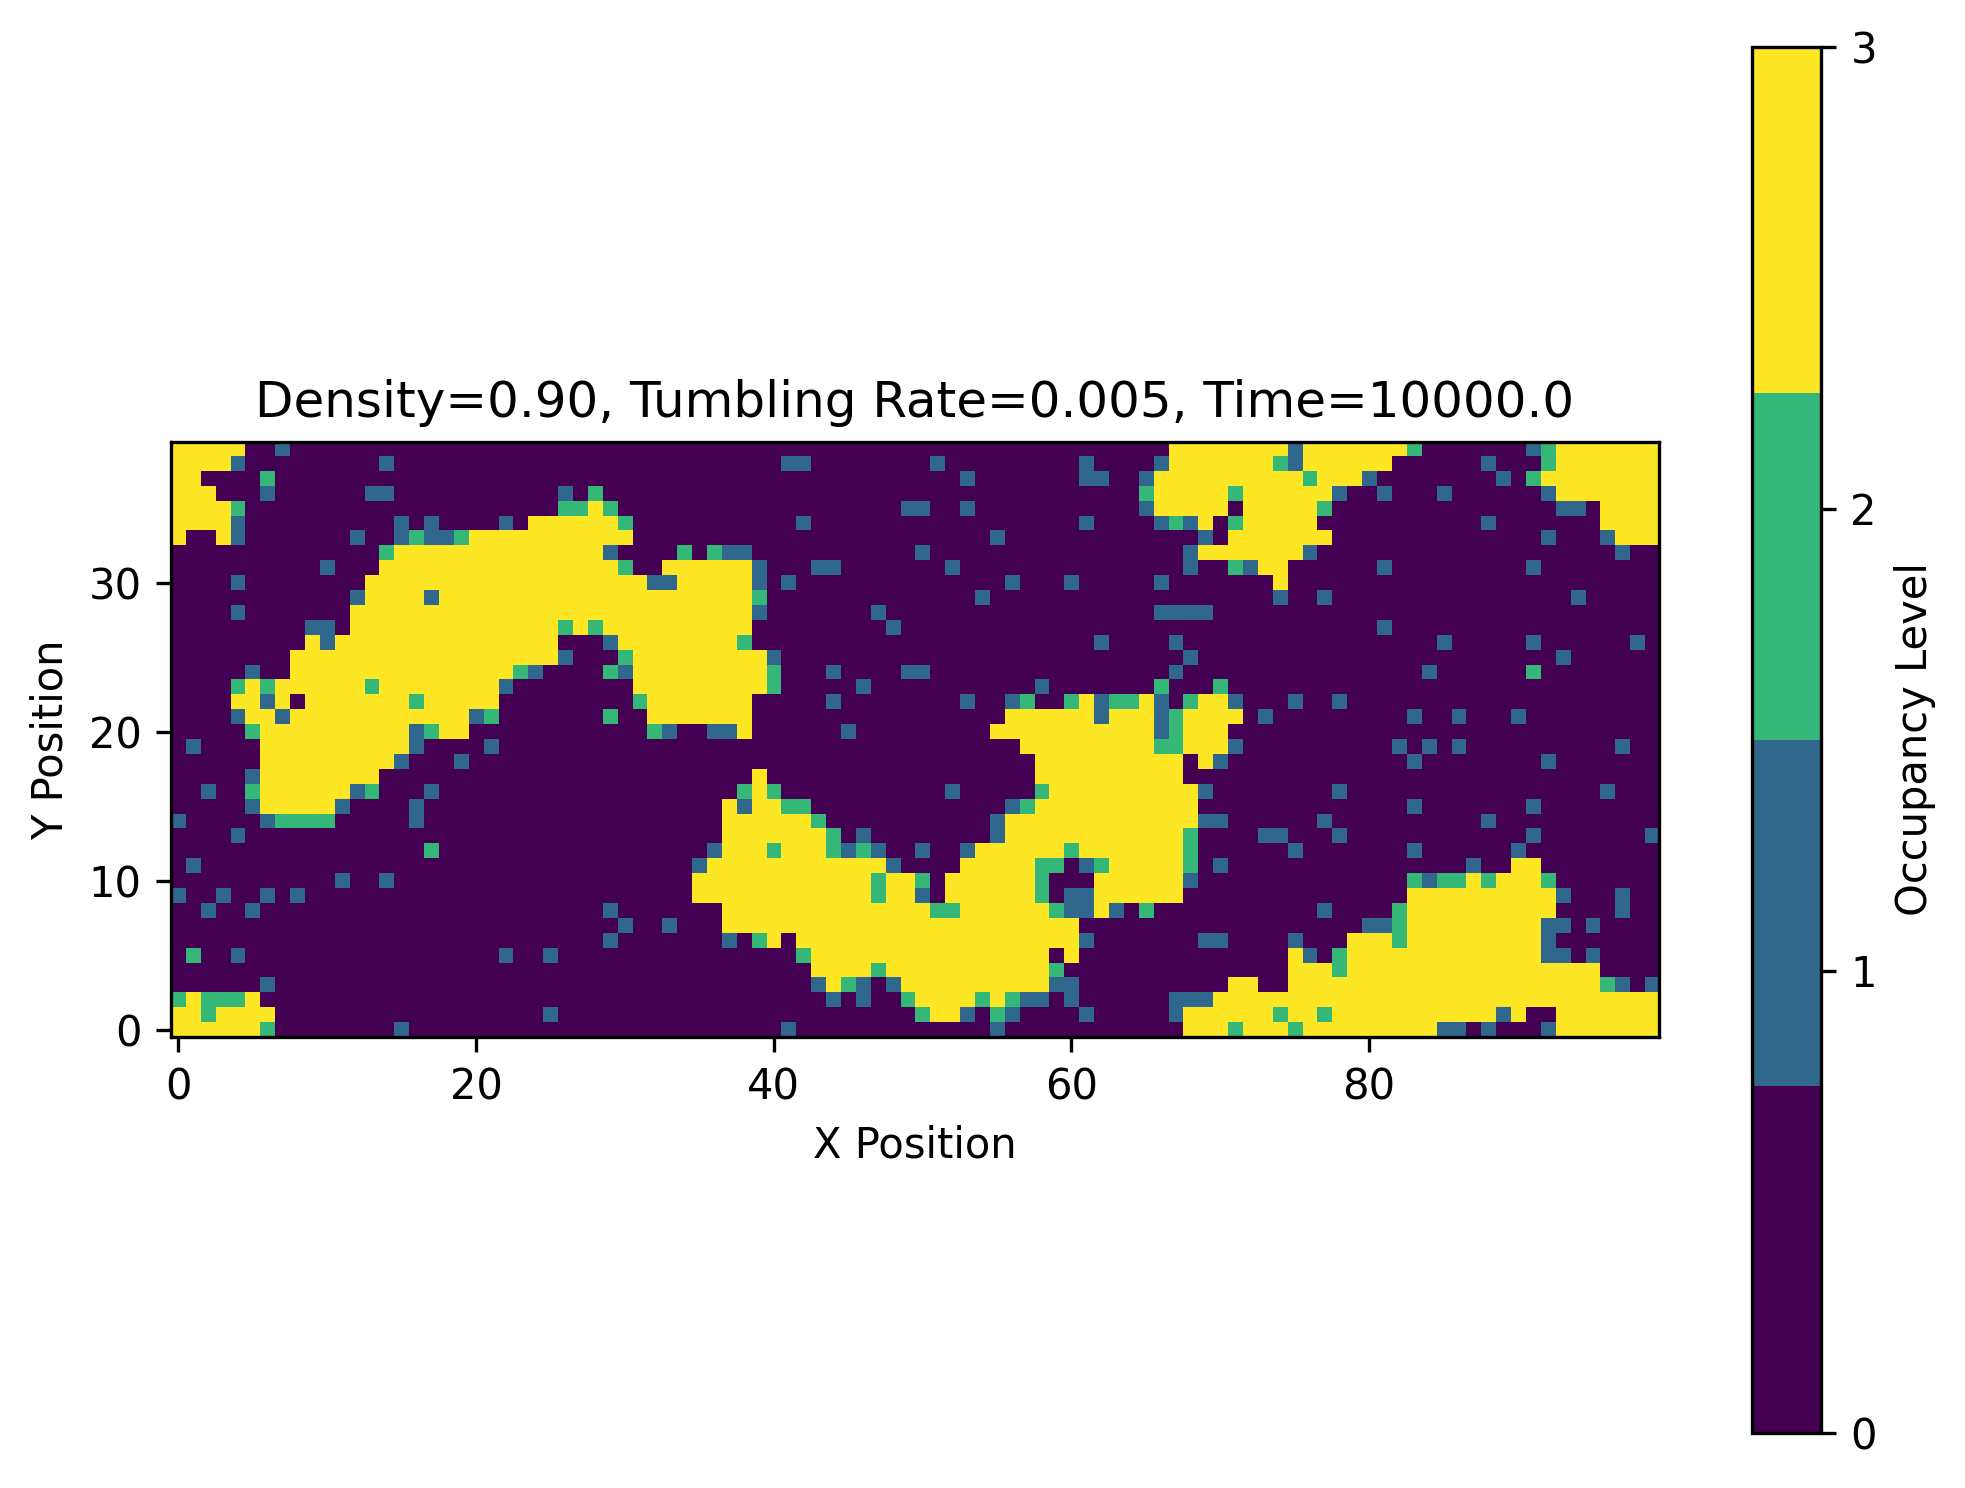 Density=0.90, Tumbling Rate=0.005, Time=10000.0
Y Position
30
20
10
0
0 20 40 60 80
X Position
3
2
1
0
Occupancy Level